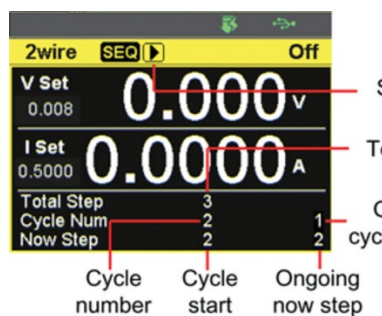 2wire SEQ Off
V Set
0.008
0.000 V
I Set
0.5000
0.0000 A
Total Step 3
Cycle Num 2 1
Now Step 2 2
Cycle number
Cycle start
Ongoing now step